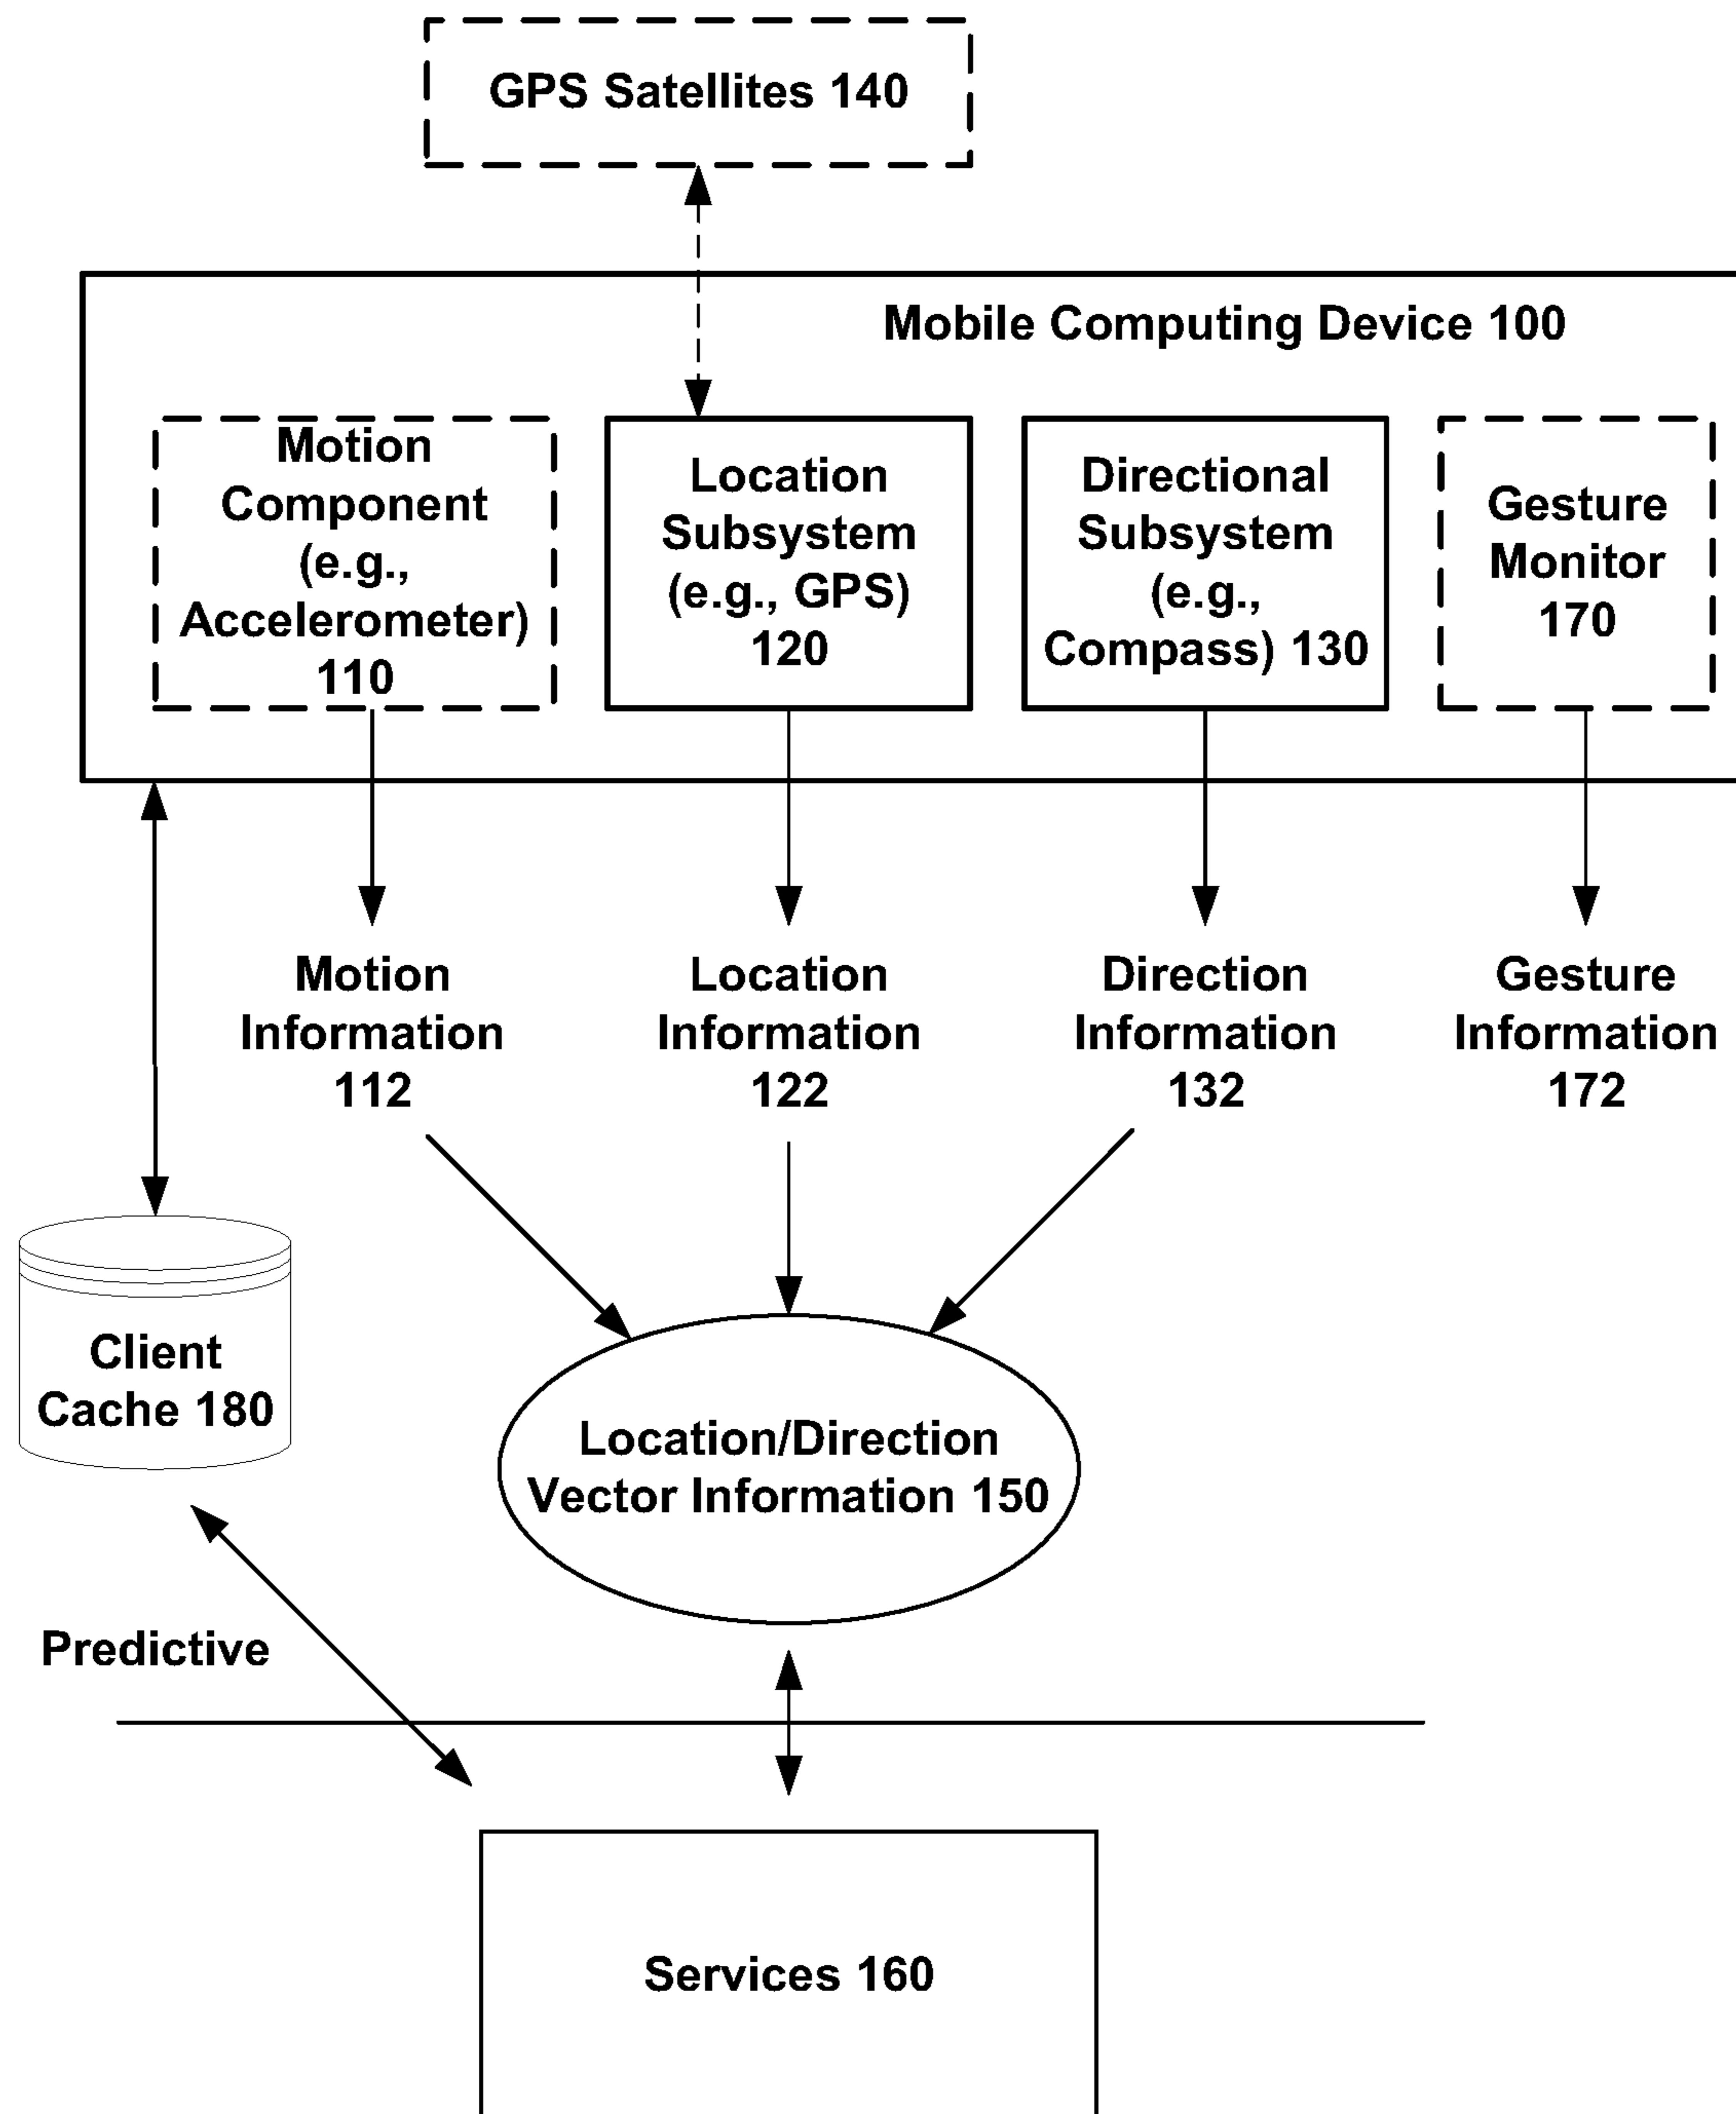 GPS Satellites 140
Mobile Computing Device 100
Motion
Component
(e.g.,
Accelerometer)
110
Location
Subsystem
(e.g., GPS)
120
Directional
Subsystem
(e.g.,
Compass) 130
Gesture
Monitor
170
Motion
Information
112
Location
Information
122
Direction
Information
132
Gesture
Information
172
Client
Cache 180
Location/Direction
Vector Information 150
Predictive
Services 160